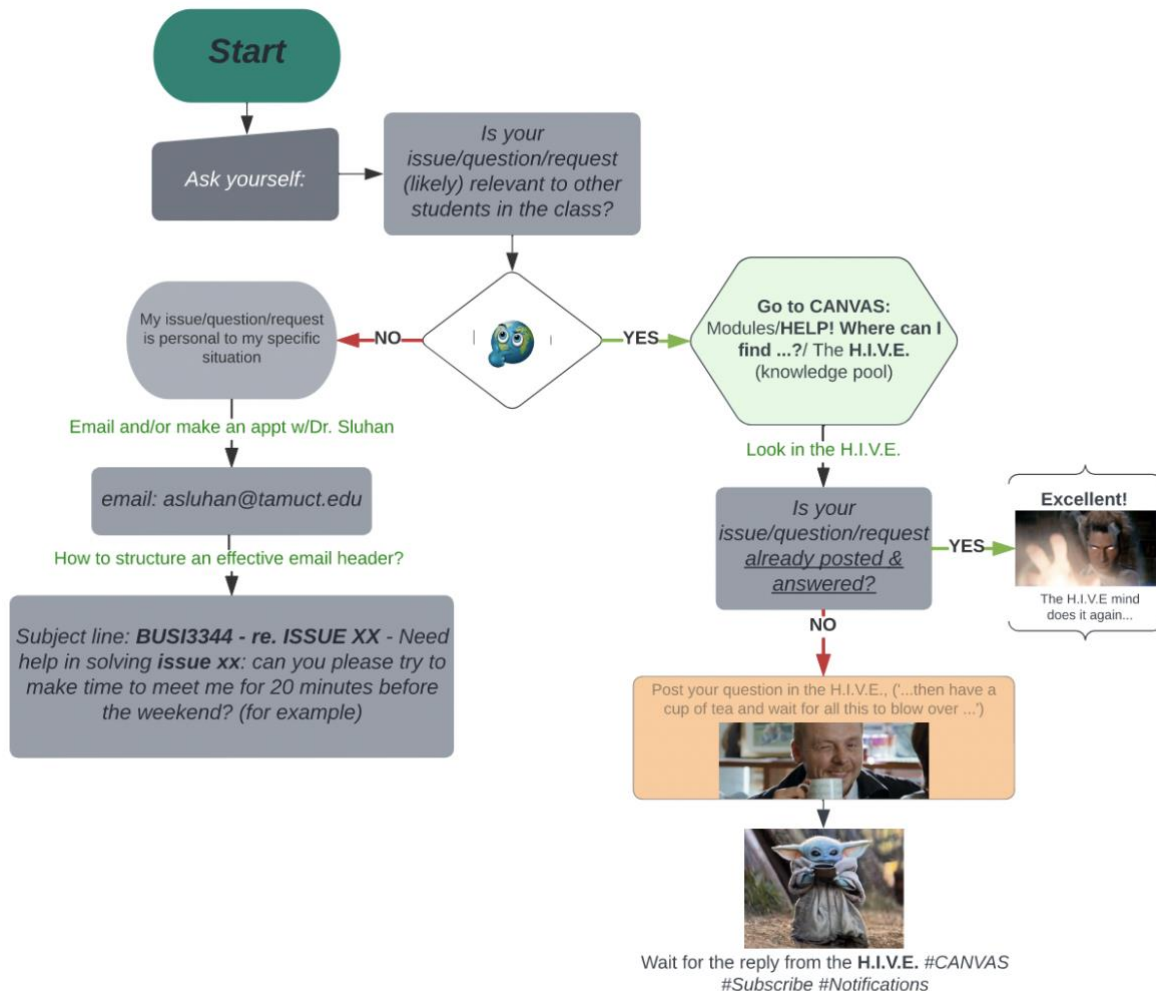 Start
Ask yourself:
Is your
issue/question/request
(likely) relevant to other
students in the class?
My issue/question/request
is personal to my specific
situation
NO
YES
Go to CANVAS:
Modules/HELP! Where can I
find ...?/ The H.I.V.E.
(knowledge pool)
Email and/or make an appt w/Dr. Sluhan
Look in the H.I.V.E.
email: asluhan@tamuct.edu
Is your
issue/question/request
already posted &
answered?
YES
Excellent!
The H.I.V.E mind
does it again...
How to structure an effective email header?
Subject line: BUSI3344 - re. ISSUE XX - Need
help in solving issue xx: can you please try to
make time to meet me for 20 minutes before
the weekend? (for example)
NO
Post your question in the H.I.V.E., ('...then have a
cup of tea and wait for all this to blow over ...')
Wait for the reply from the H.I.V.E. #CANVAS
#Subscribe #Notifications